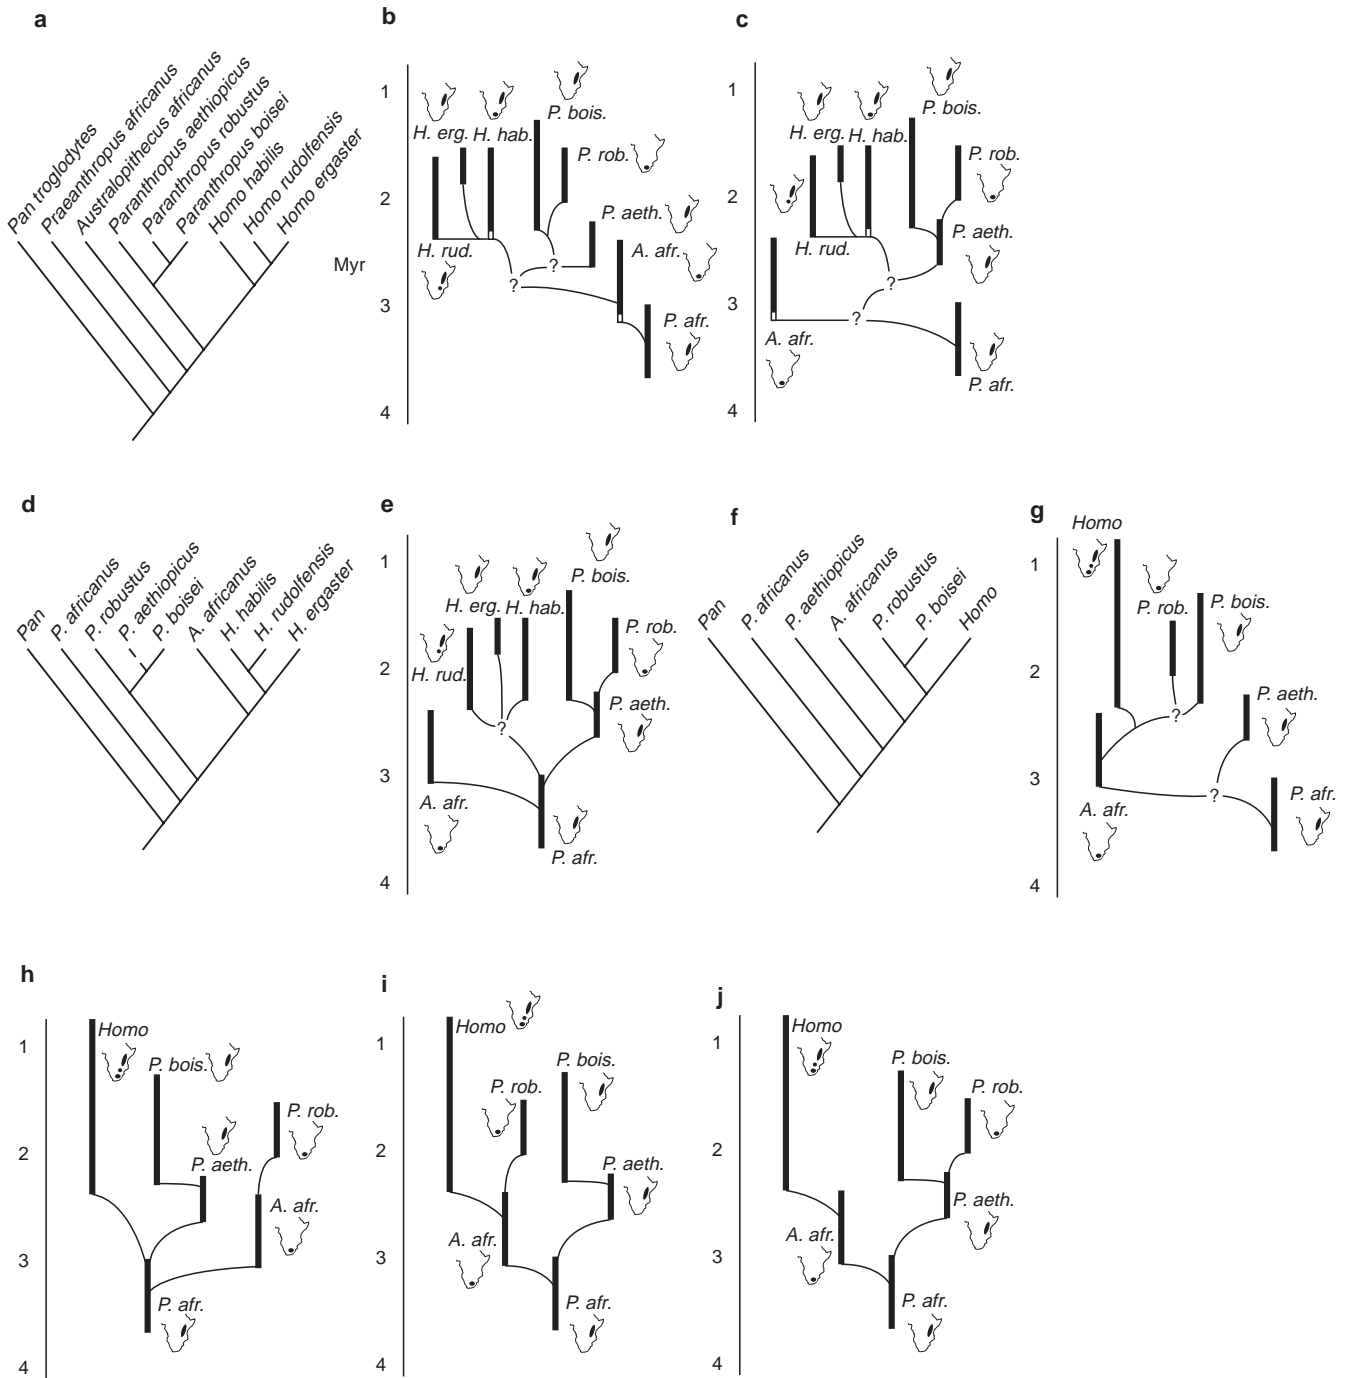 a
Pan troglodytes
Praeanthropus africanus
Australopithecus africanus
Paranthropus aethiopicus
Paranthropus robustus
Paranthropus boisei
Homo habilis
Homo rudolfensis
Homo ergaster
b
1
2
Myr
3
4
P. bois.
H. erg. H. hab.
P. rob.
P. aeth.
H. rud.
A. afr.
?
?
P. afr.
c
1
2
3
4
P. bois.
H. erg. H. hab.
P. rob.
P. aeth.
H. rud.
?
?
A. afr.
P. afr.
d
Pan
P. africanus
P. robustus
P. aethiopicus
P. boisei
A. africanus
H. habilis
H. rudolfensis
H. ergaster
e
1
2
3
4
P. bois.
H. erg. H. hab.
P. rob.
H. rud.
P. aeth.
?
A. afr.
P. afr.
f
Pan
P. africanus
P. aethiopicus
A. africanus
P. robustus
P. boisei
Homo
g
Homo
1
2
3
4
P. rob. P. bois.
P. aeth.
?
?
P. afr.
A. afr.
h
1
2
3
4
Homo
P. bois.
P. rob.
P. aeth.
A. afr.
P. afr.
i
1
2
3
4
Homo
P. bois.
P. rob.
P. aeth.
A. afr.
P. afr.
j
1
2
3
4
Homo
P. bois.
P. rob.
P. aeth.
A. afr.
P. afr.